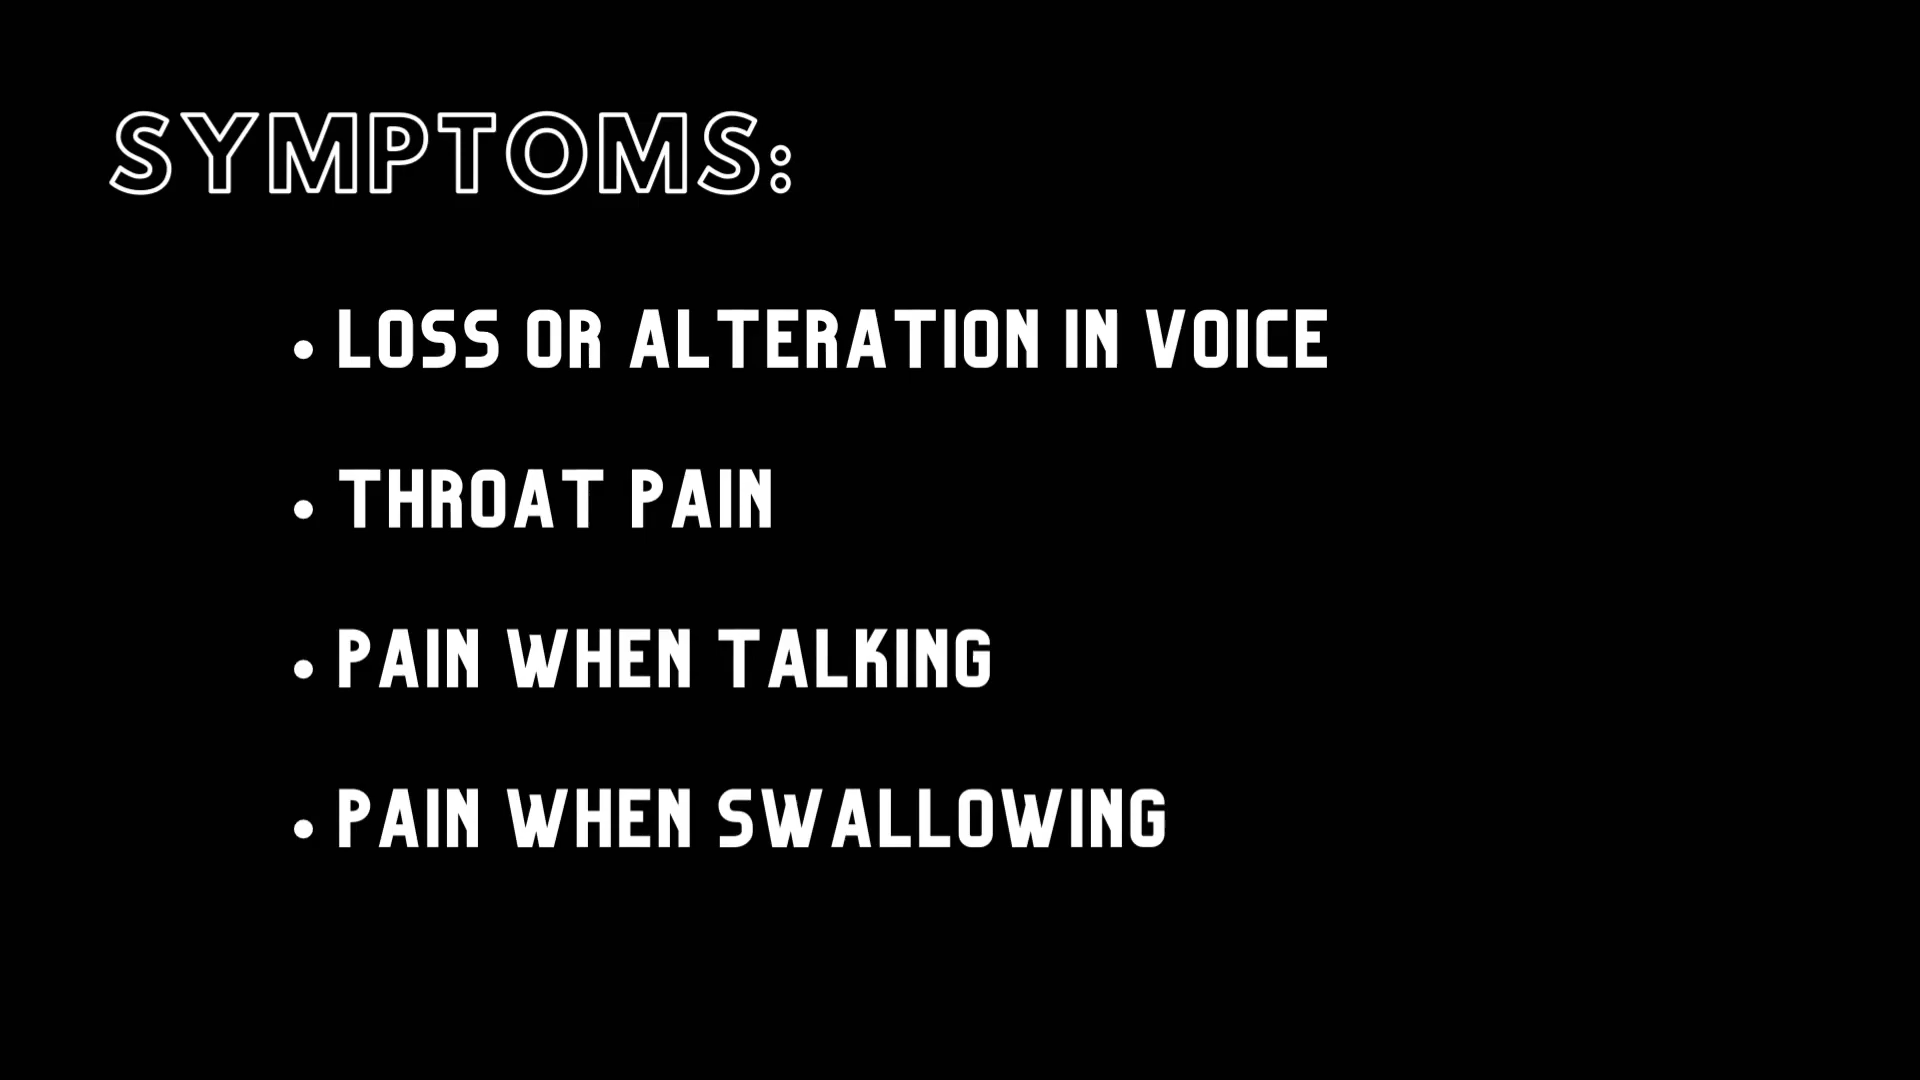 SYMPTOMS:
• LOSS OR ALTERATION IN VOICE
• THROAT PAIN
• PAIN WHEN TALKING
• PAIN WHEN SWALLOWING